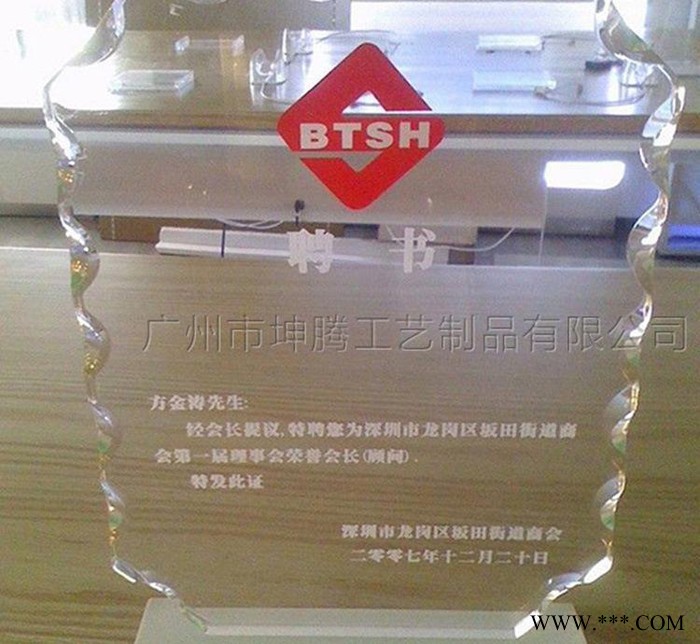 BTSH
聘 书
广州市坤腾工艺制品有限公司
方金涛先生:
经会长提议,特聘您为深圳市龙岗区坂田街道商
会第一届理事会荣誉会长(顾问).
特发此证
深圳市龙岗区坂田街道商会
二零零七年十二月二十日
WWW.***.COM